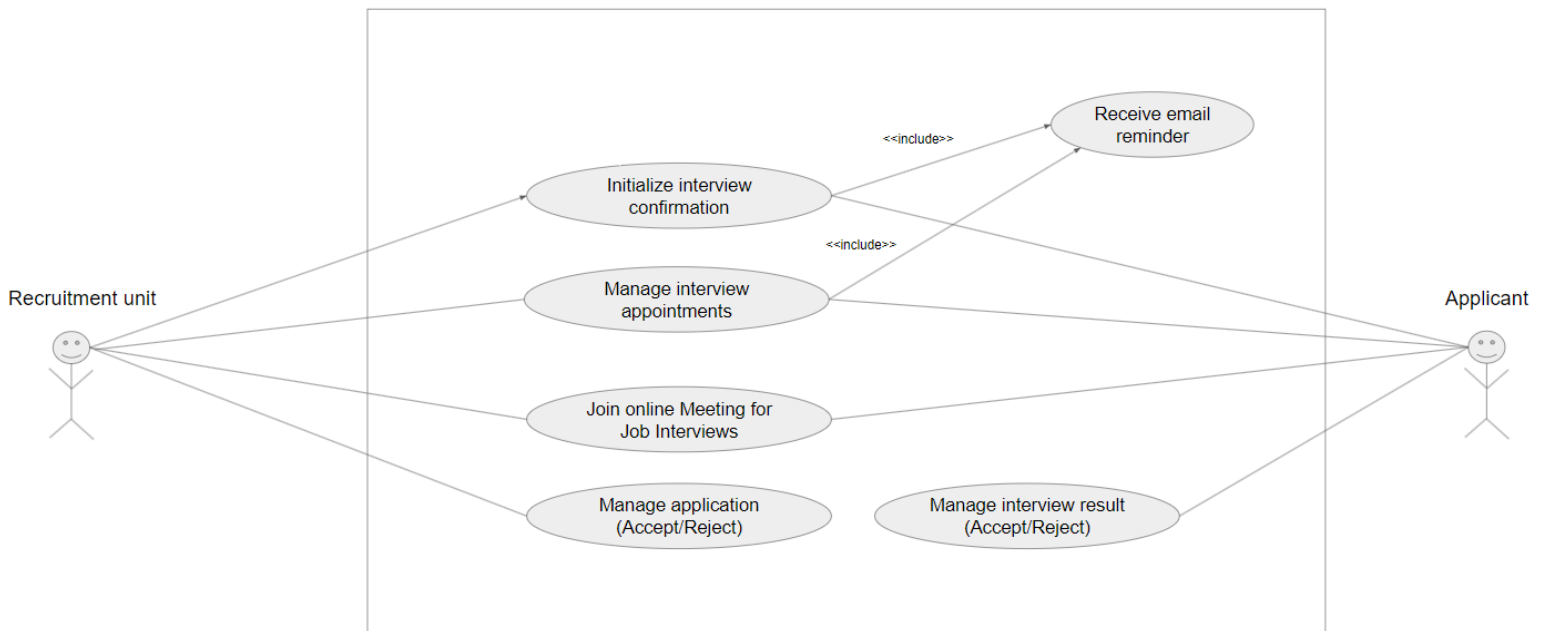 Receive email
reminder
<<include>>
Initialize interview
confirmation
<<include>>
Recruitment unit
Manage interview
appointments
Applicant
Join online Meeting for
Job Interviews
Manage application
(Accept/Reject)
Manage interview result
(Accept/Reject)